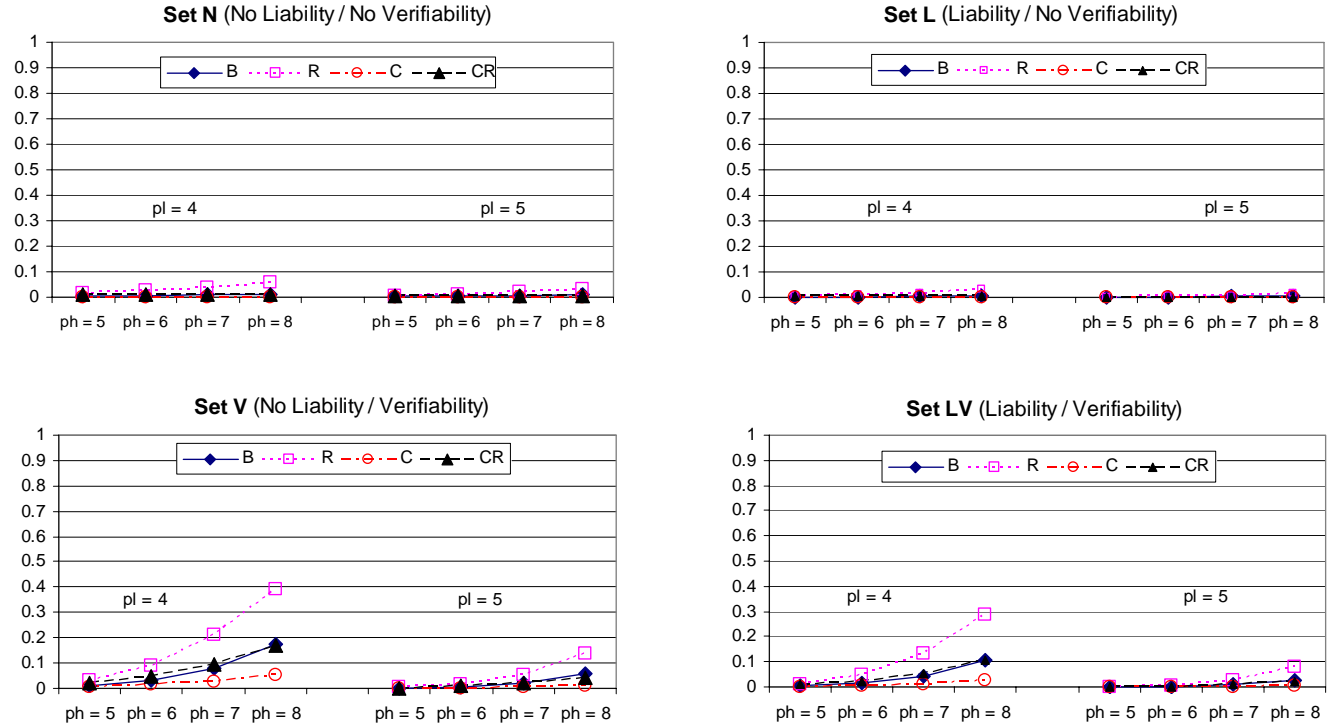 Set N (No Liability / No Verifiability)
1
0.9
0.8
0.7
0.6
0.5
0.4
0.3
0.2
0.1
0
B R C CR
pl = 4 pl = 5
ph = 5 ph = 6 ph = 7 ph = 8 ph = 5 ph = 6 ph = 7 ph = 8
Set L (Liability / No Verifiability)
1
0.9
0.8
0.7
0.6
0.5
0.4
0.3
0.2
0.1
0
B R C CR
pl = 4 pl = 5
ph = 5 ph = 6 ph = 7 ph = 8 ph = 5 ph = 6 ph = 7 ph = 8
Set V (No Liability / Verifiability)
1
0.9
0.8
0.7
0.6
0.5
0.4
0.3
0.2
0.1
0
B R C CR
pl = 4 pl = 5
ph = 5 ph = 6 ph = 7 ph = 8 ph = 5 ph = 6 ph = 7 ph = 8
Set LV (Liability / Verifiability)
1
0.9
0.8
0.7
0.6
0.5
0.4
0.3
0.2
0.1
0
B R C CR
pl = 4 pl = 5
ph = 5 ph = 6 ph = 7 ph = 8 ph = 5 ph = 6 ph = 7 ph = 8